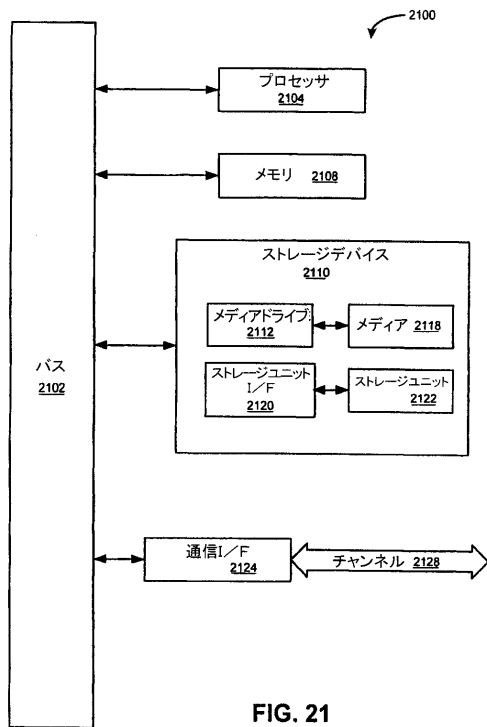 2100
プロセッサ
2104
メモリ 2108
ストレージデバイス
2110
メディアドライブ
2112
メディア 2118
ストレージユニット
I/F
2120
ストレージユニット
2122
バス
2102
通信I/F
2124
チャンネル 2128
FIG. 21